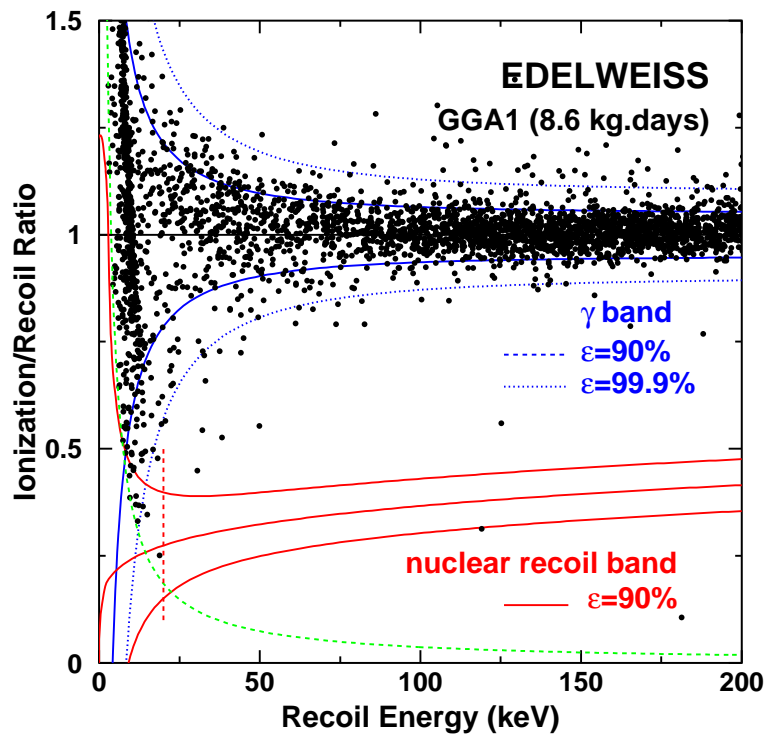 1.5
EDELWEISS
GGA1 (8.6 kg.days)
1
γ band
ε=90%
ε=99.9%
0.5
nuclear recoil band
ε=90%
0
0 50 100 150 200
Ionization/Recoil Ratio
Recoil Energy (keV)